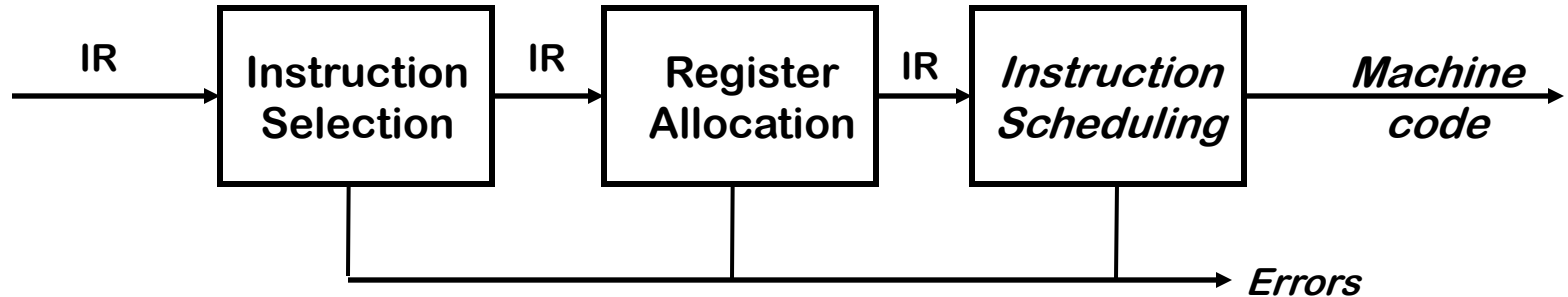 IR
Instruction
Selection
IR
Register
Allocation
IR
Instruction
Scheduling
Machine
code
Errors